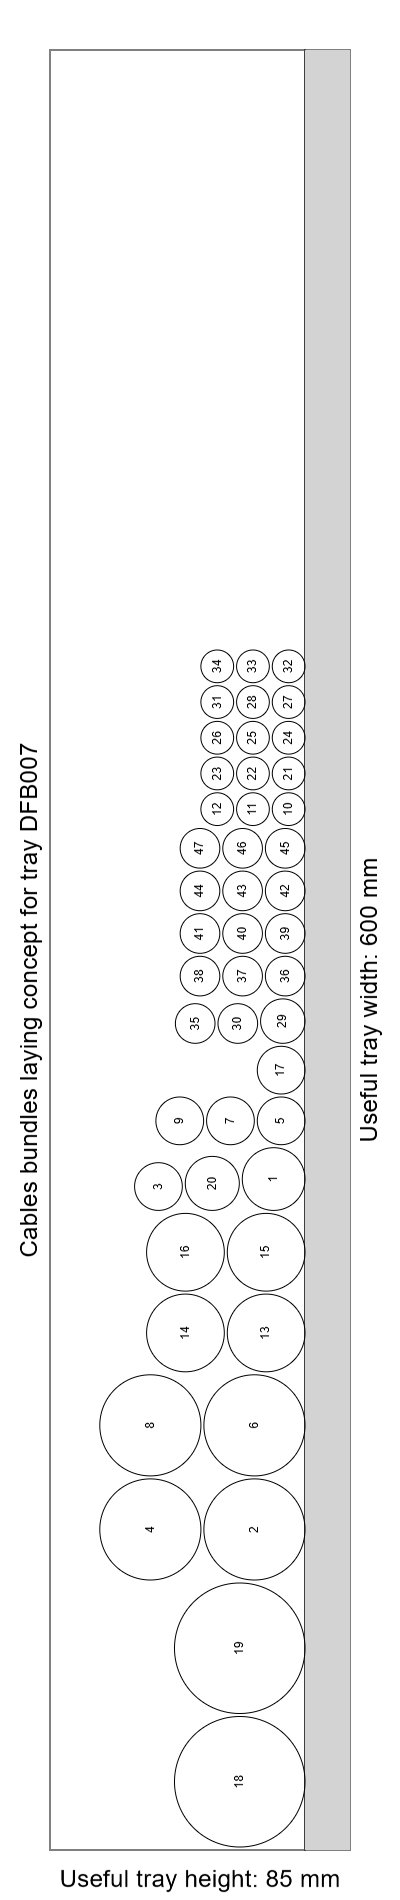 Cables bundles laying concept for tray DFB007
34 33 32
31 28 27
26 25 24
23 22 21
12 11 10
47 46 45
44 43 42
41 40 39
38 37 36
35 30 29
17
9 7 5
3 20 1
16 15
14 13
8 6
4 2
19
18
Useful tray width: 600 mm
Useful tray height: 85 mm